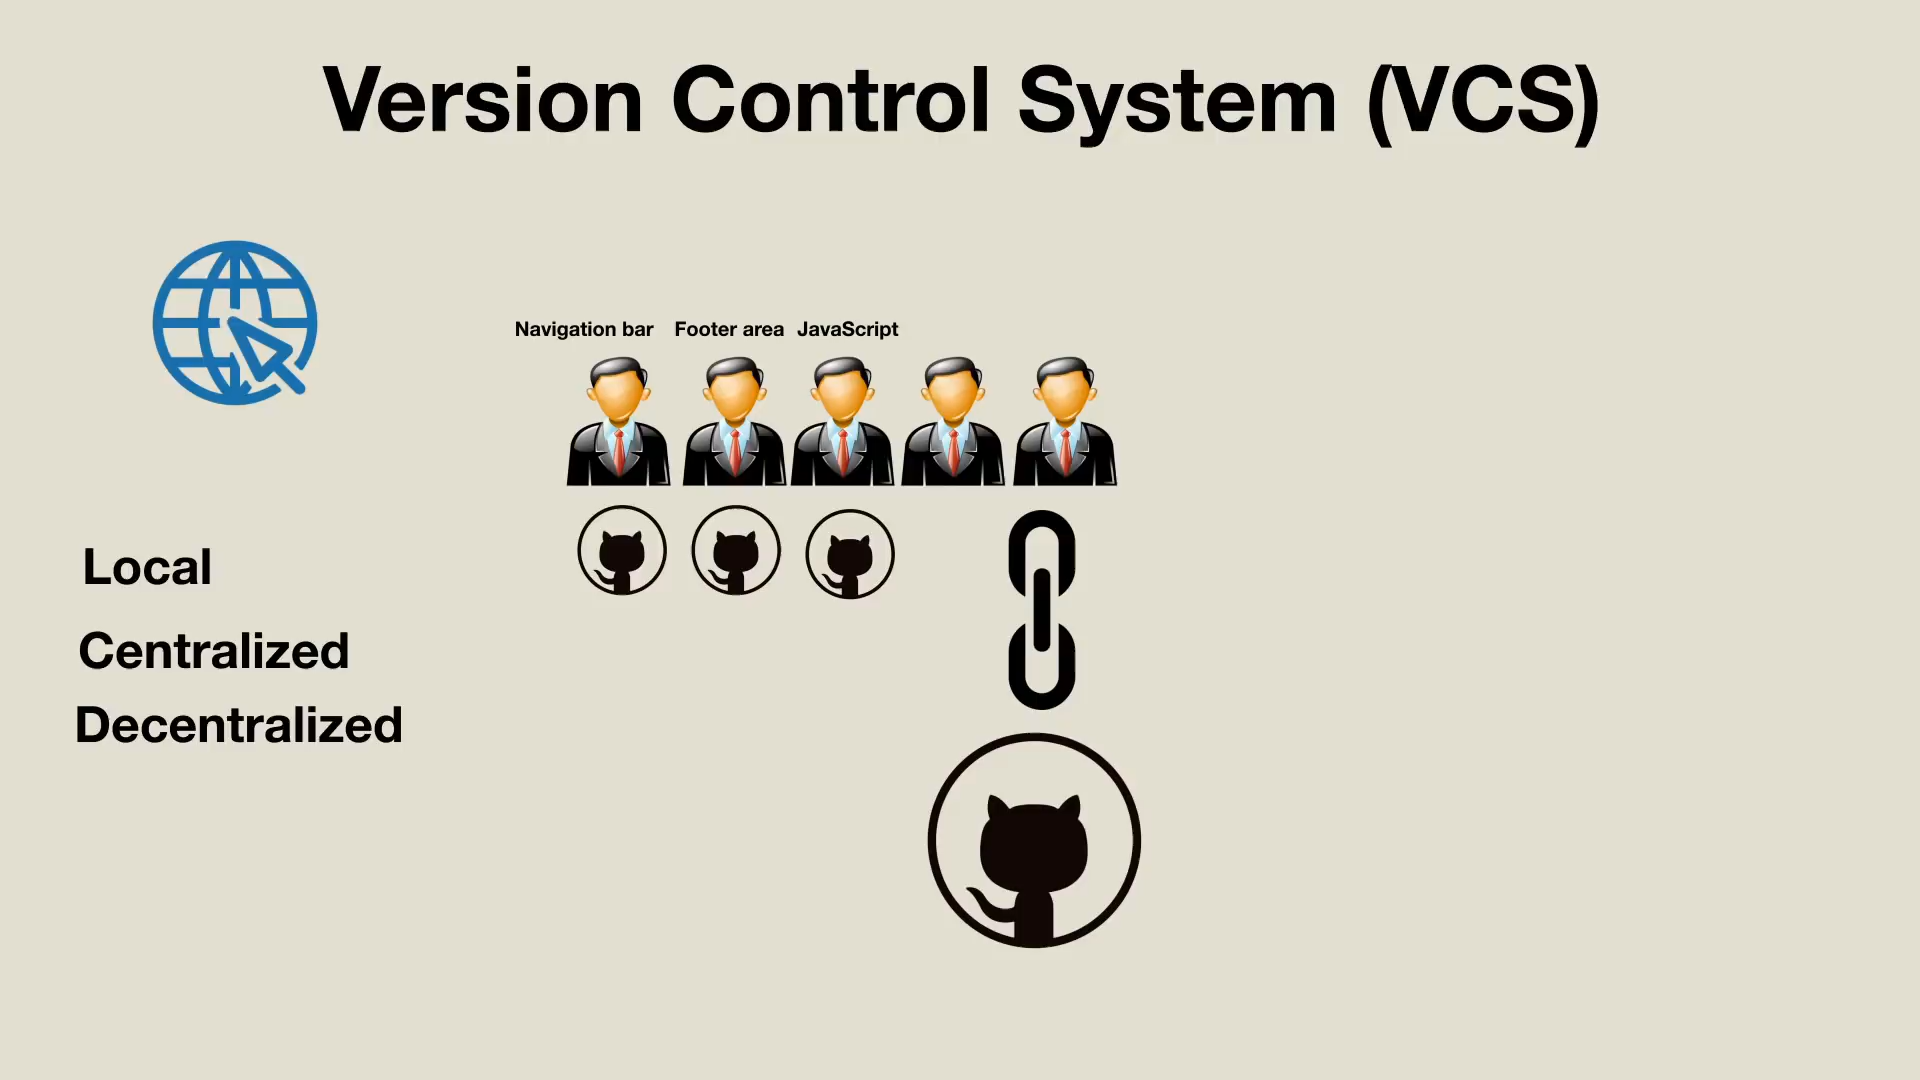 Version Control System (VCS)
Navigation bar Footer area JavaScript
Local
Centralized
Decentralized